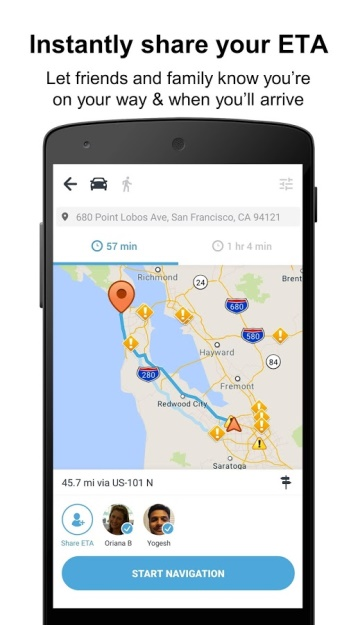 Instantly share your ETA
Let friends and family know you're
on your way & when you'll arrive
680 Point Lobos Ave, San Francisco, CA 94121
57 min
1 hr 4 min
Richmond
24
Brent
680
580
Hayward
84
280
Fremont
Redwood City
Saratoga
45.7 mi via US-101 N
Share ETA
Oriana B
Yogesh
START NAVIGATION